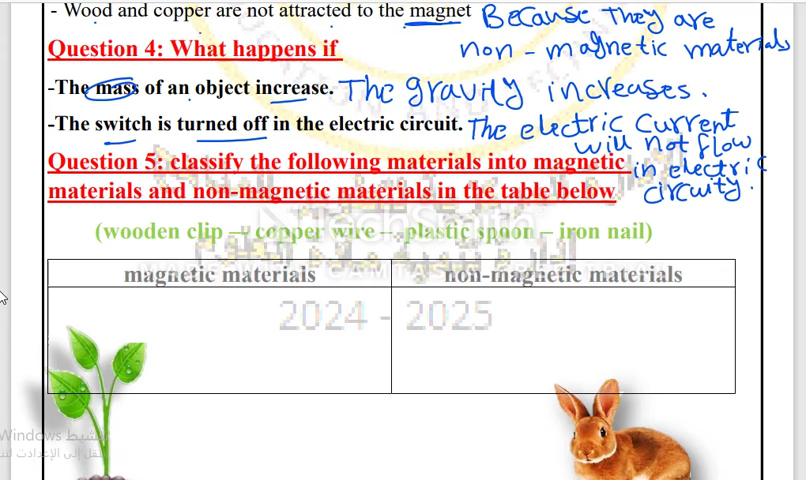 - Wood and copper are not attracted to the magnet Because They are
non - magnetic materials
Question 4: What happens if
-The mass of an object increase. The gravity increases.
-The switch is turned off in the electric circuit. The electric Current
will not flow
in electric
circuity.
Question 5: classify the following materials into magnetic
materials and non-magnetic materials in the table below
(wooden clip – copper wire – plastic spoon – iron nail)
magnetic materials non-magnetic materials
2024 - 2025